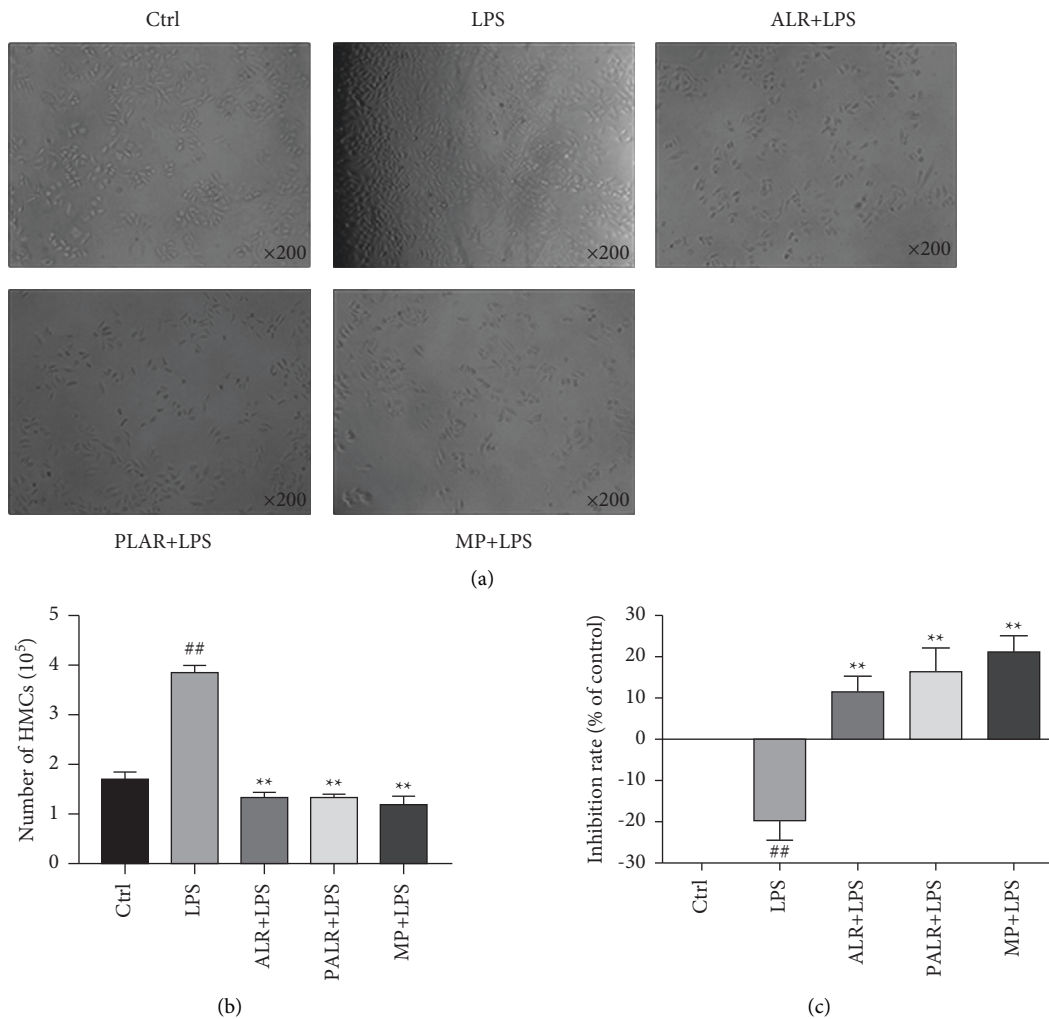 Ctrl
LPS
ALR+LPS
×200
×200
×200
×200
×200
PLAR+LPS
MP+LPS
(a)
Number of HMCs (10⁵)
5
4
3
2
1
0
##
**
**
**
Ctrl
LPS
ALR+LPS
PALR+LPS
MP+LPS
(b)
Inhibition rate (% of control)
30
20
10
0
-10
-20
-30
##
**
**
**
Ctrl
LPS
ALR+LPS
PALR+LPS
MP+LPS
(c)